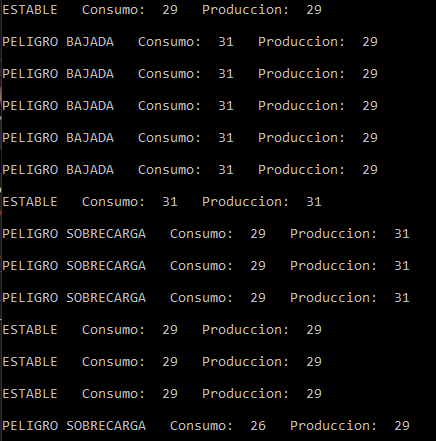 ESTABLE   Consumo:  29   Produccion:  29
PELIGRO BAJADA   Consumo:  31   Produccion:  29
PELIGRO BAJADA   Consumo:  31   Produccion:  29
PELIGRO BAJADA   Consumo:  31   Produccion:  29
PELIGRO BAJADA   Consumo:  31   Produccion:  29
PELIGRO BAJADA   Consumo:  31   Produccion:  29
ESTABLE   Consumo:  31   Produccion:  31
PELIGRO SOBRECARGA   Consumo:  29   Produccion:  31
PELIGRO SOBRECARGA   Consumo:  29   Produccion:  31
PELIGRO SOBRECARGA   Consumo:  29   Produccion:  31
ESTABLE   Consumo:  29   Produccion:  29
ESTABLE   Consumo:  29   Produccion:  29
ESTABLE   Consumo:  29   Produccion:  29
PELIGRO SOBRECARGA   Consumo:  26   Produccion:  29